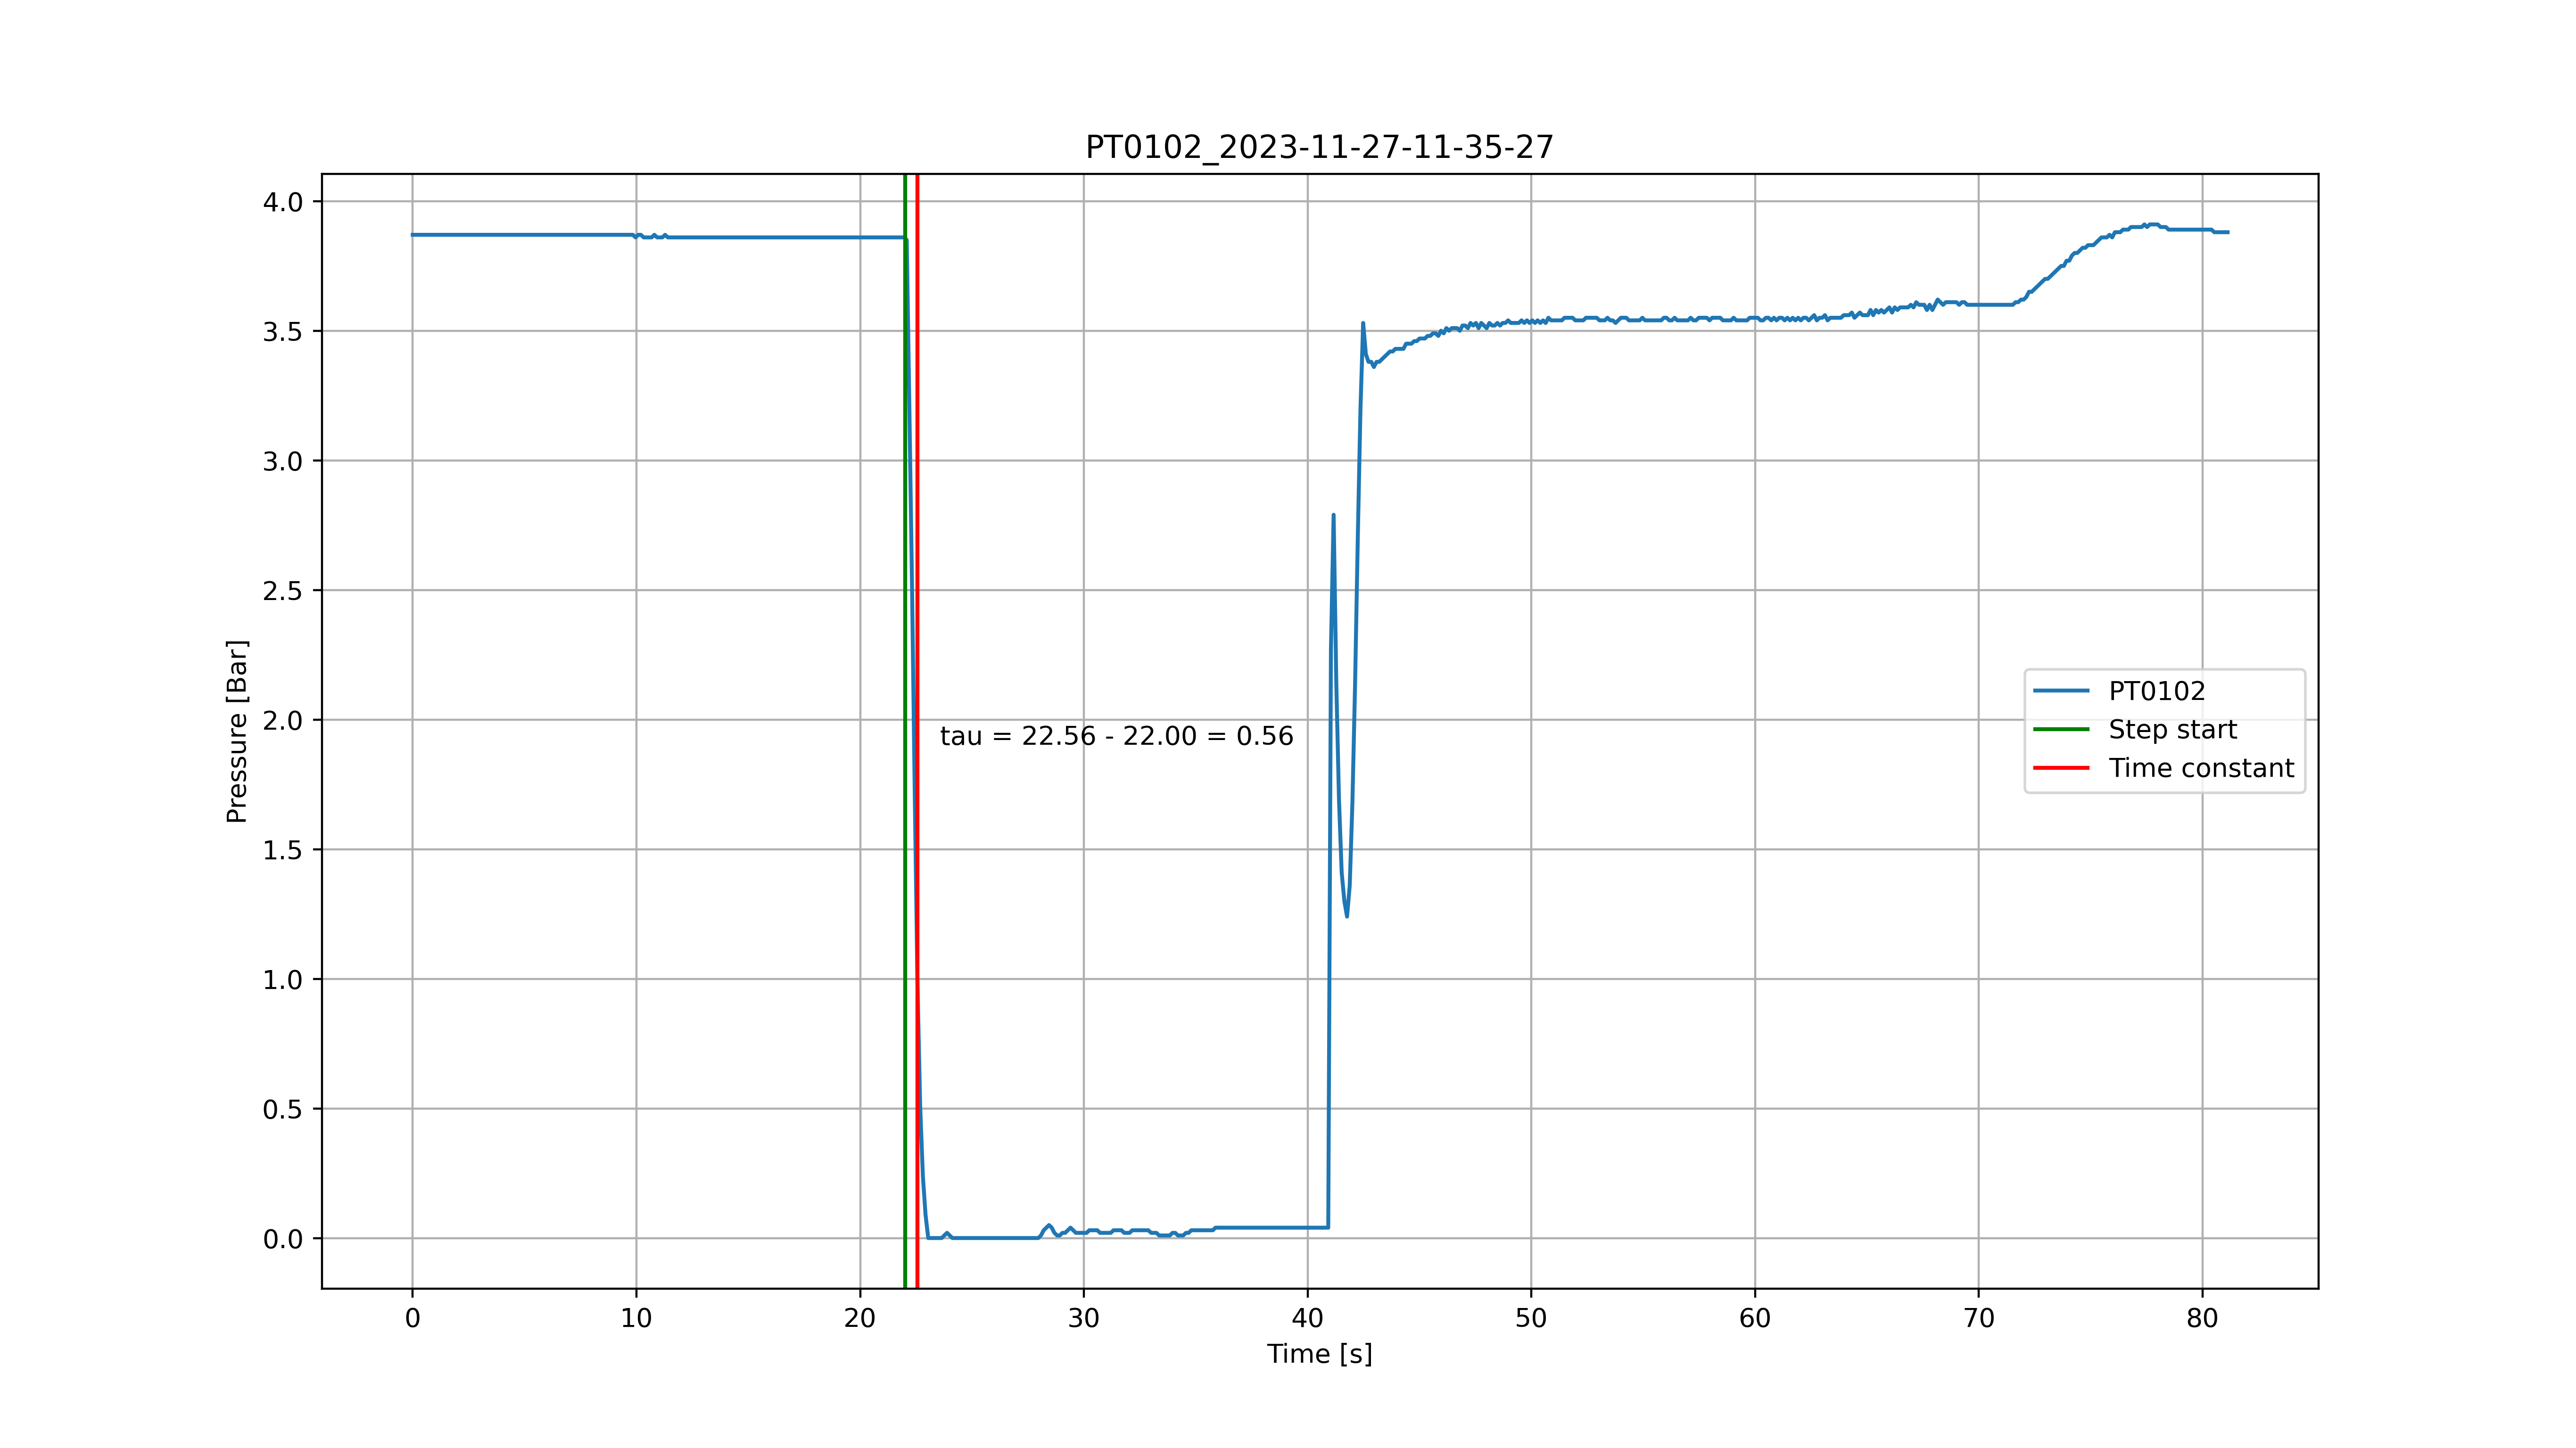 PT0102_2023-11-27-11-35-27
4.0
3.5
3.0
2.5
2.0
1.5
1.0
0.5
0.0
Pressure [Bar]
tau = 22.56 - 22.00 = 0.56
PT0102
Step start
Time constant
0 10 20 30 40 50 60 70 80
Time [s]